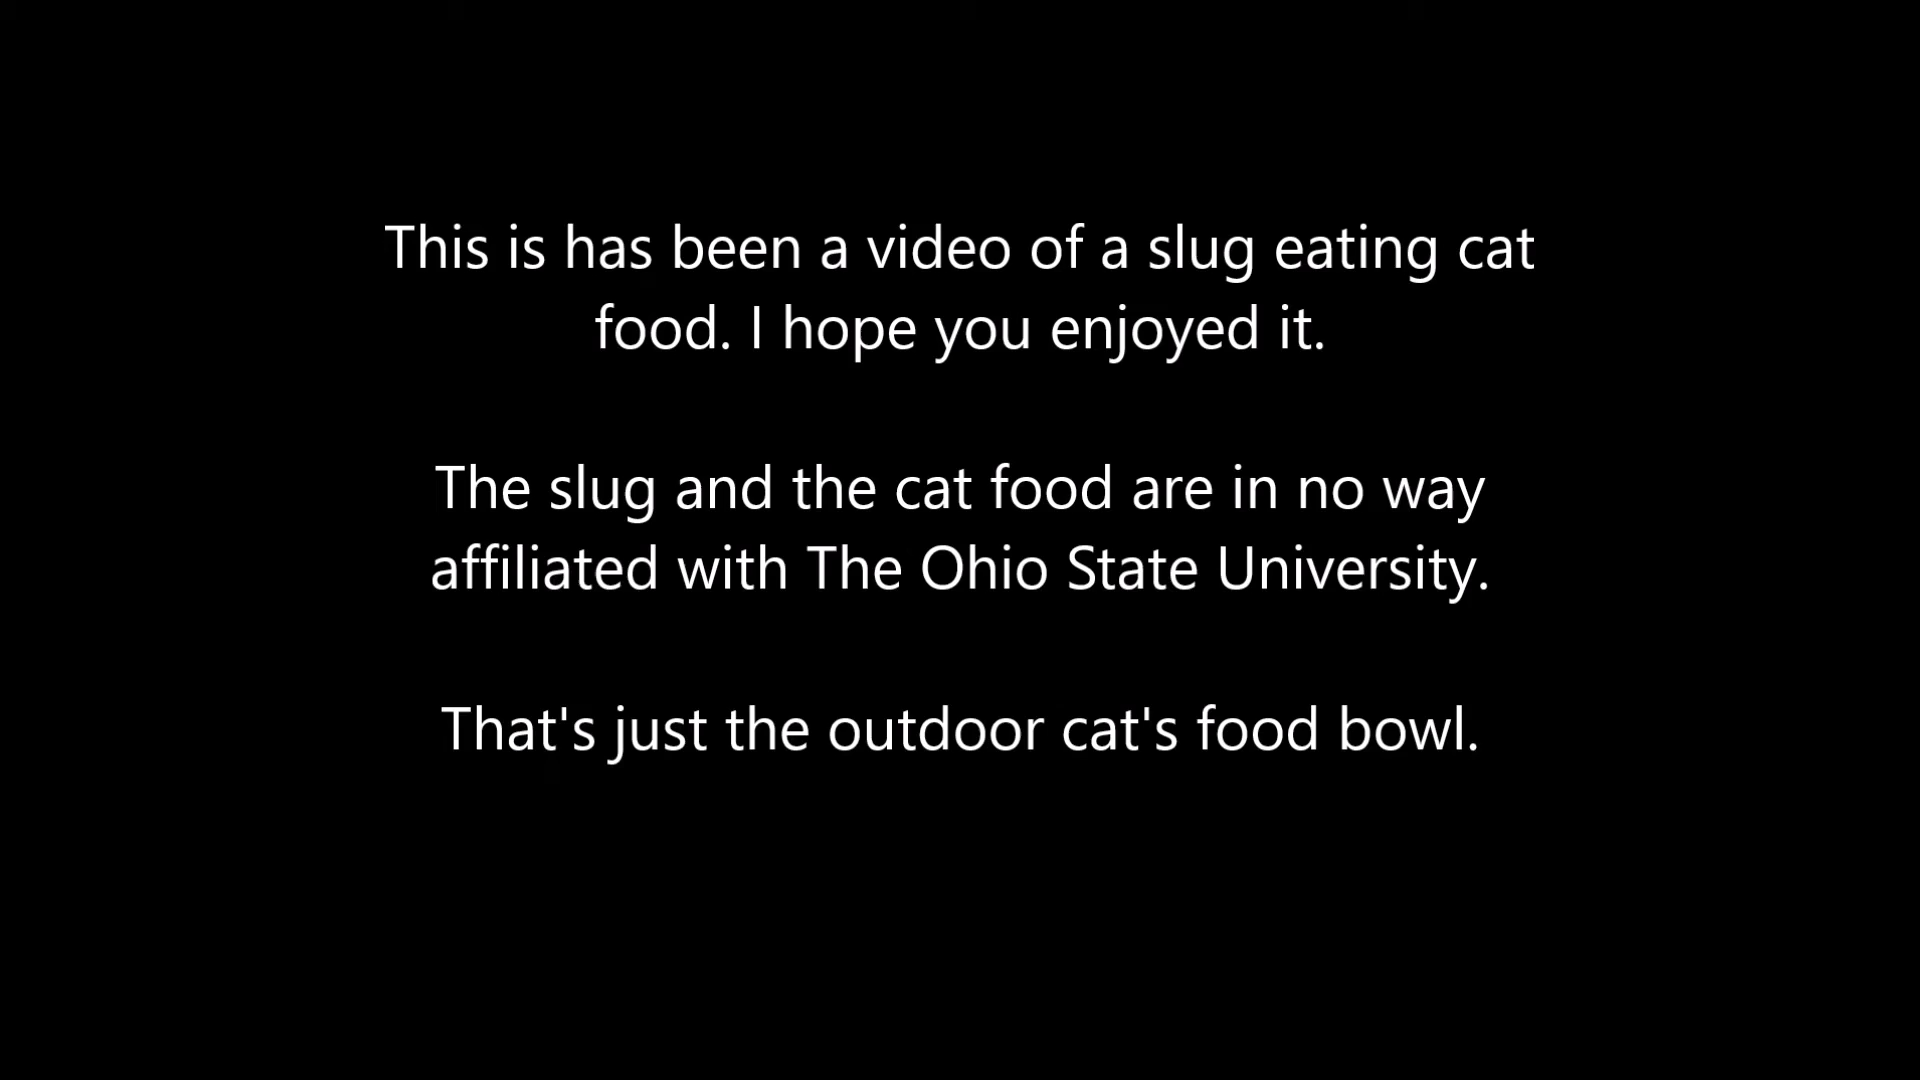 This is has been a video of a slug eating cat
food. I hope you enjoyed it.
The slug and the cat food are in no way
affiliated with The Ohio State University.
That's just the outdoor cat's food bowl.